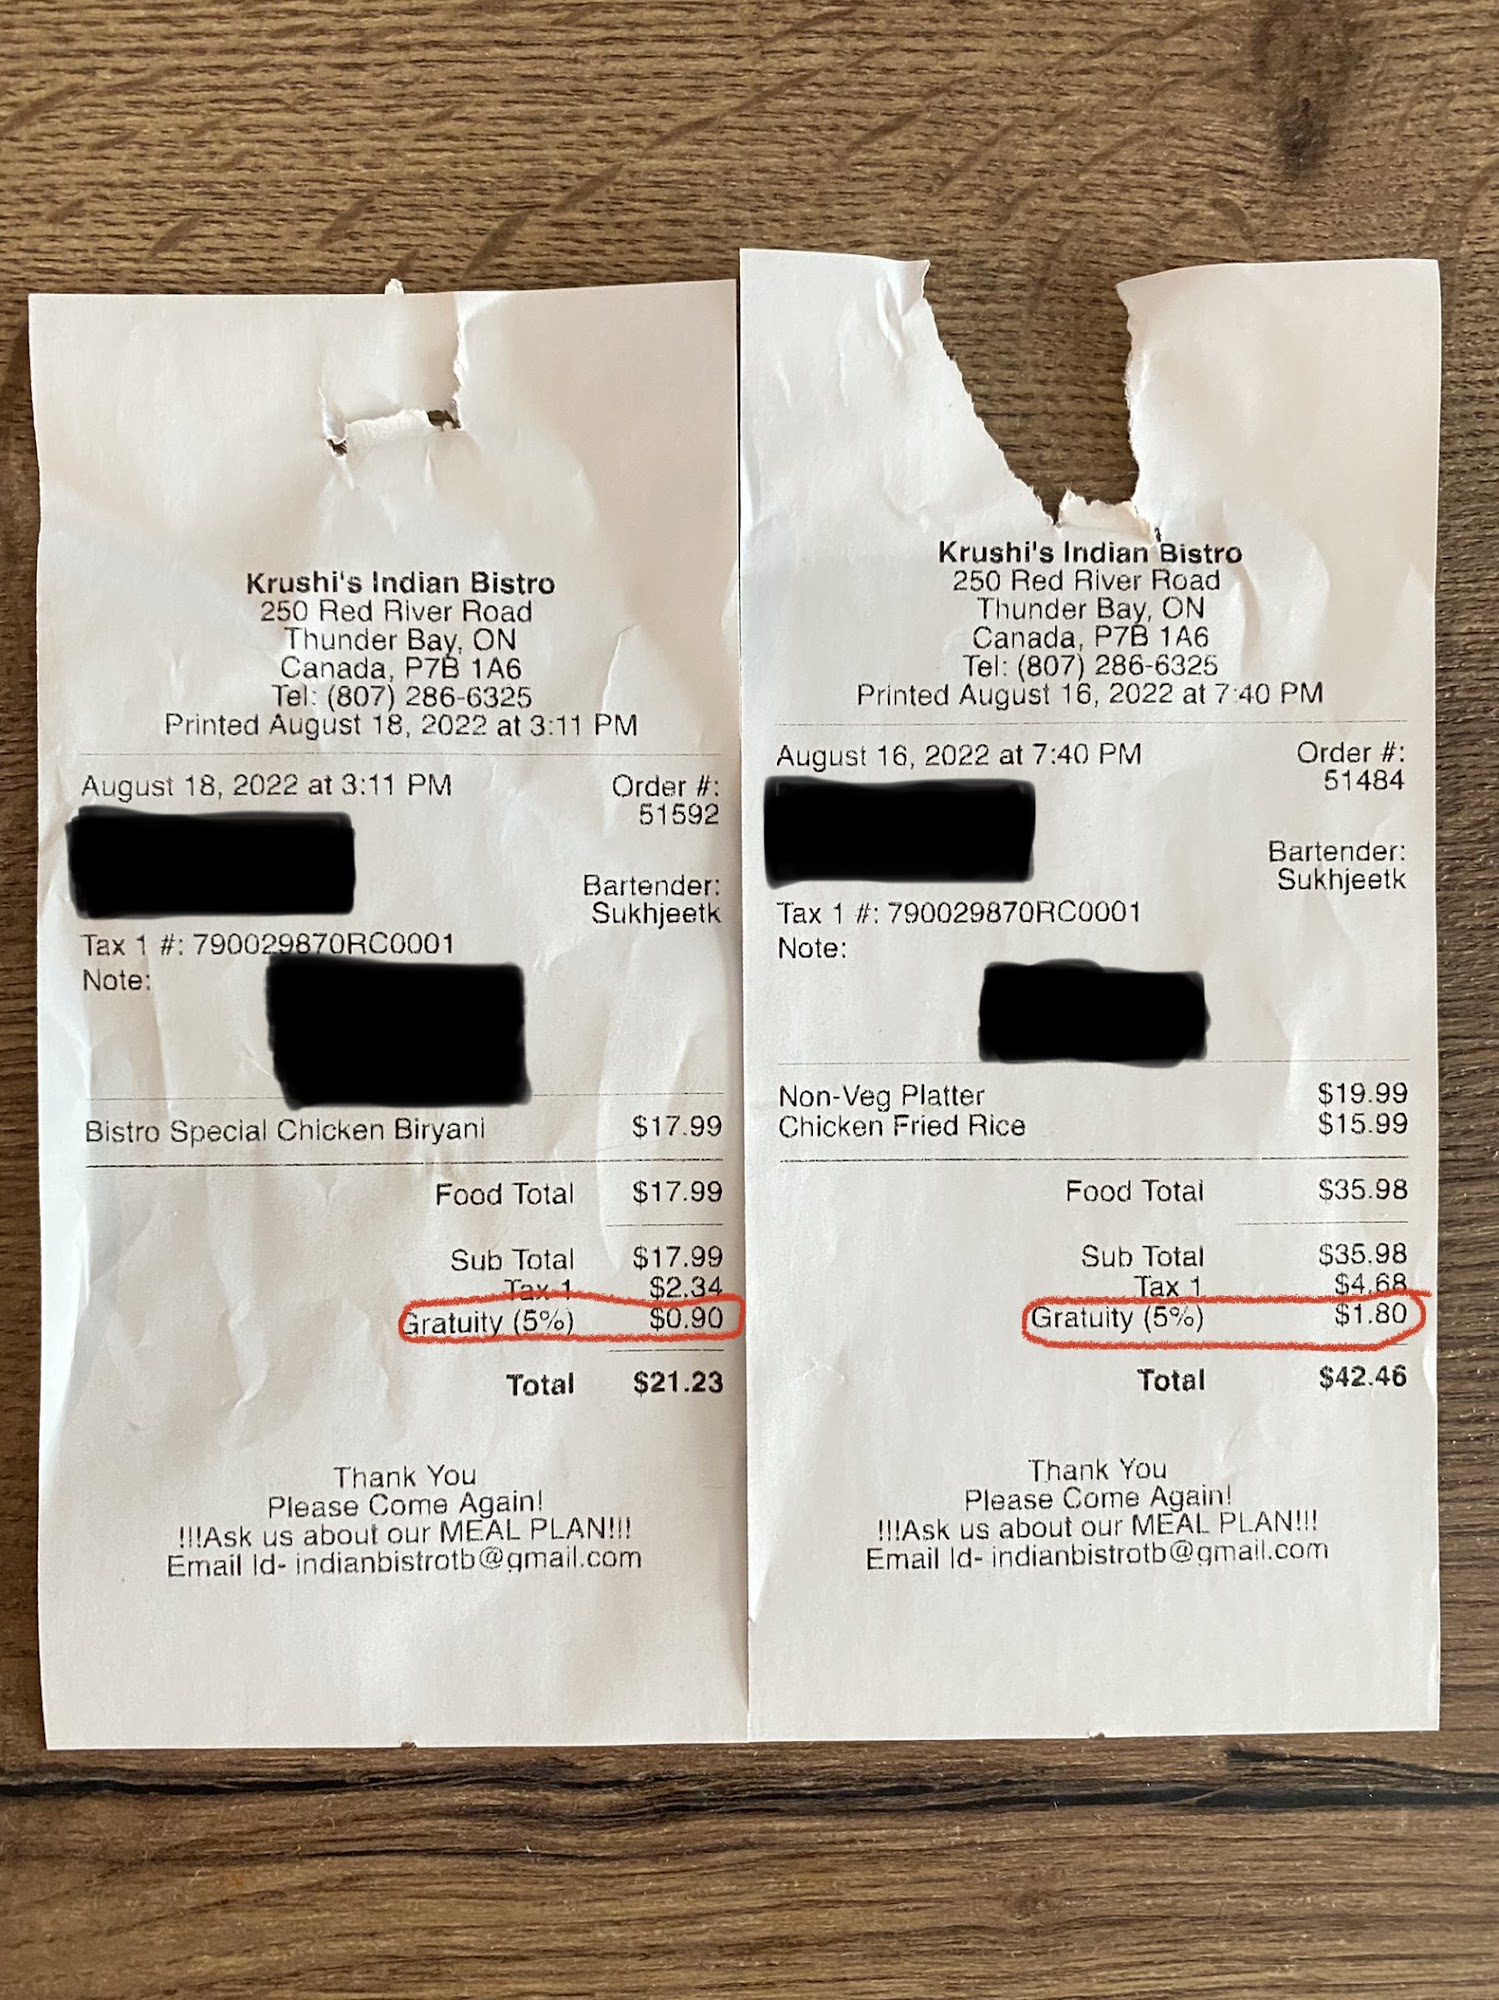 Krushi's Indian Bistro
250 Red River Road
Thunder Bay, ON
Canada, P7B 1A6
Tel: (807) 286-6325
Printed August 18, 2022 at 3:11 PM
August 18, 2022 at 3:11 PM Order #:
51592
Bartender:
Sukhjeetk
Tax 1 #: 790029870RC0001
Note:
Bistro Special Chicken Biryani $17.99
Food Total $17.99
Sub Total $17.99
Tax 1 $2.34
Gratuity (5%) $0.90
Total $21.23
Thank You
Please Come Again!
!!!Ask us about our MEAL PLAN!!!
Email Id- indianbistrotb@gmail.com
Krushi's Indian Bistro
250 Red River Road
Thunder Bay, ON
Canada, P7B 1A6
Tel: (807) 286-6325
Printed August 16, 2022 at 7:40 PM
August 16, 2022 at 7:40 PM Order #:
51484
Bartender:
Sukhjeetk
Tax 1 #: 790029870RC0001
Note:
Non-Veg Platter $19.99
Chicken Fried Rice $15.99
Food Total $35.98
Sub Total $35.98
Tax 1 $4.68
Gratuity (5%) $1.80
Total $42.46
Thank You
Please Come Again!
!!!Ask us about our MEAL PLAN!!!
Email Id- indianbistrotb@gmail.com